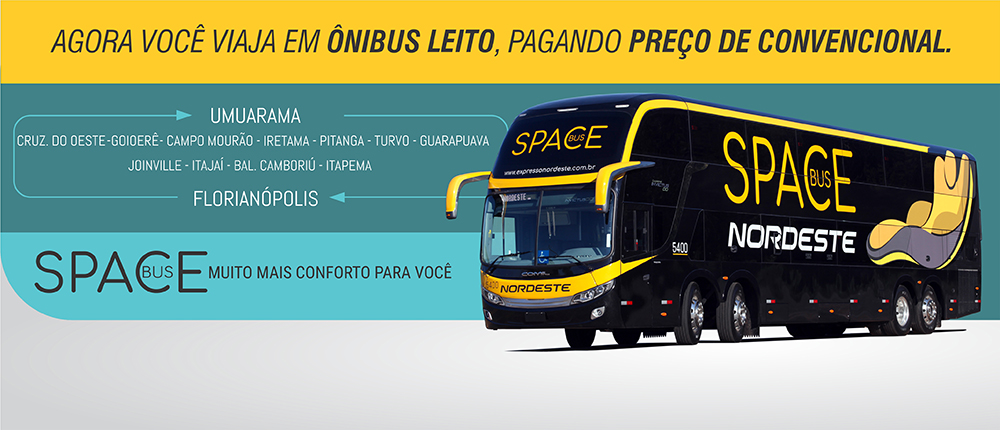 AGORA VOCÊ VIAJA EM ÔNIBUS LEITO, PAGANDO PREÇO DE CONVENCIONAL.
UMUARAMA
CRUZ. DO OESTE-GOIOERÊ- CAMPO MOURÃO - IRETAMA - PITANGA - TURVO - GUARAPUAVA
JOINVILLE - ITAJAÍ - BAL. CAMBORIÚ - ITAPEMA
FLORIANÓPOLIS
SPACE BUS MUITO MAIS CONFORTO PARA VOCÊ
SPACE BUS
www.expressonordeste.com.br
NORDESTE
COMIL
5400
NORDESTE
SPACE BUS
NORDESTE
5400